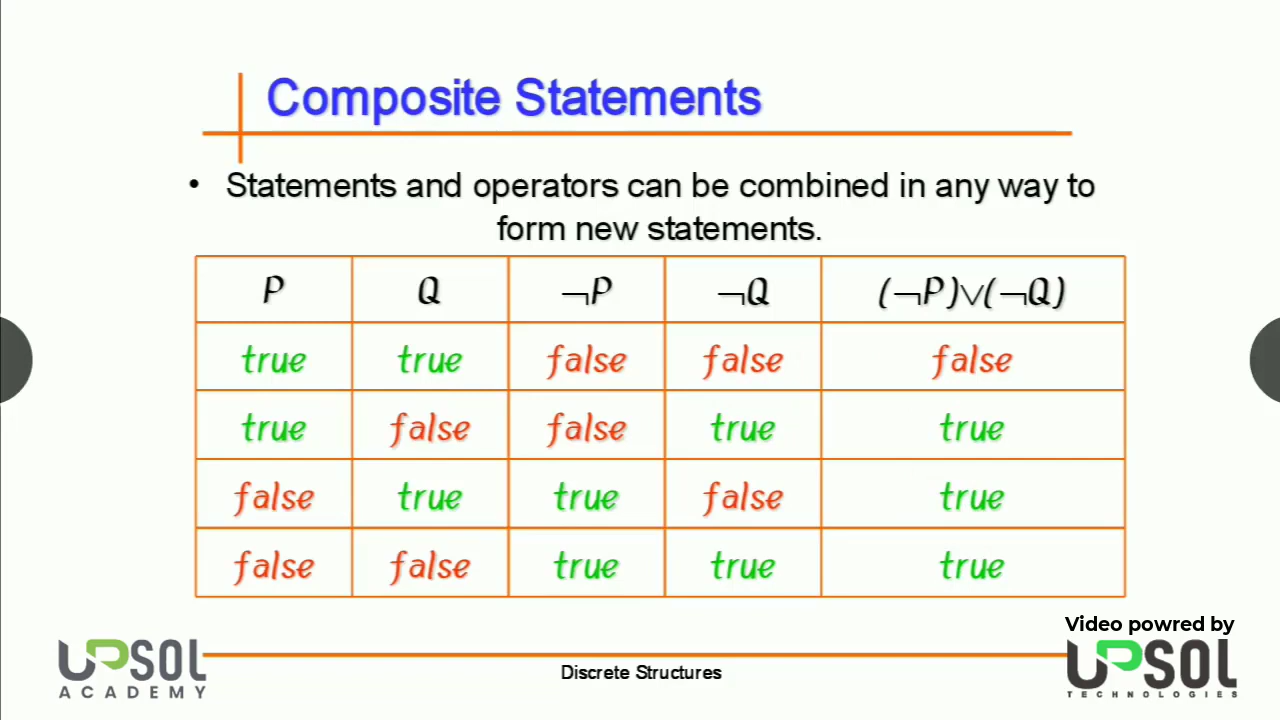 Composite Statements
• Statements and operators can be combined in any way to
form new statements.
P Q ¬P ¬Q (¬P)∨(¬Q)
true true false false false
true false false true true
false true true false true
false false true true true
Video powred by
UPSOL
ACADEMY
Discrete Structures
UPSOL
TECHNOLOGIES